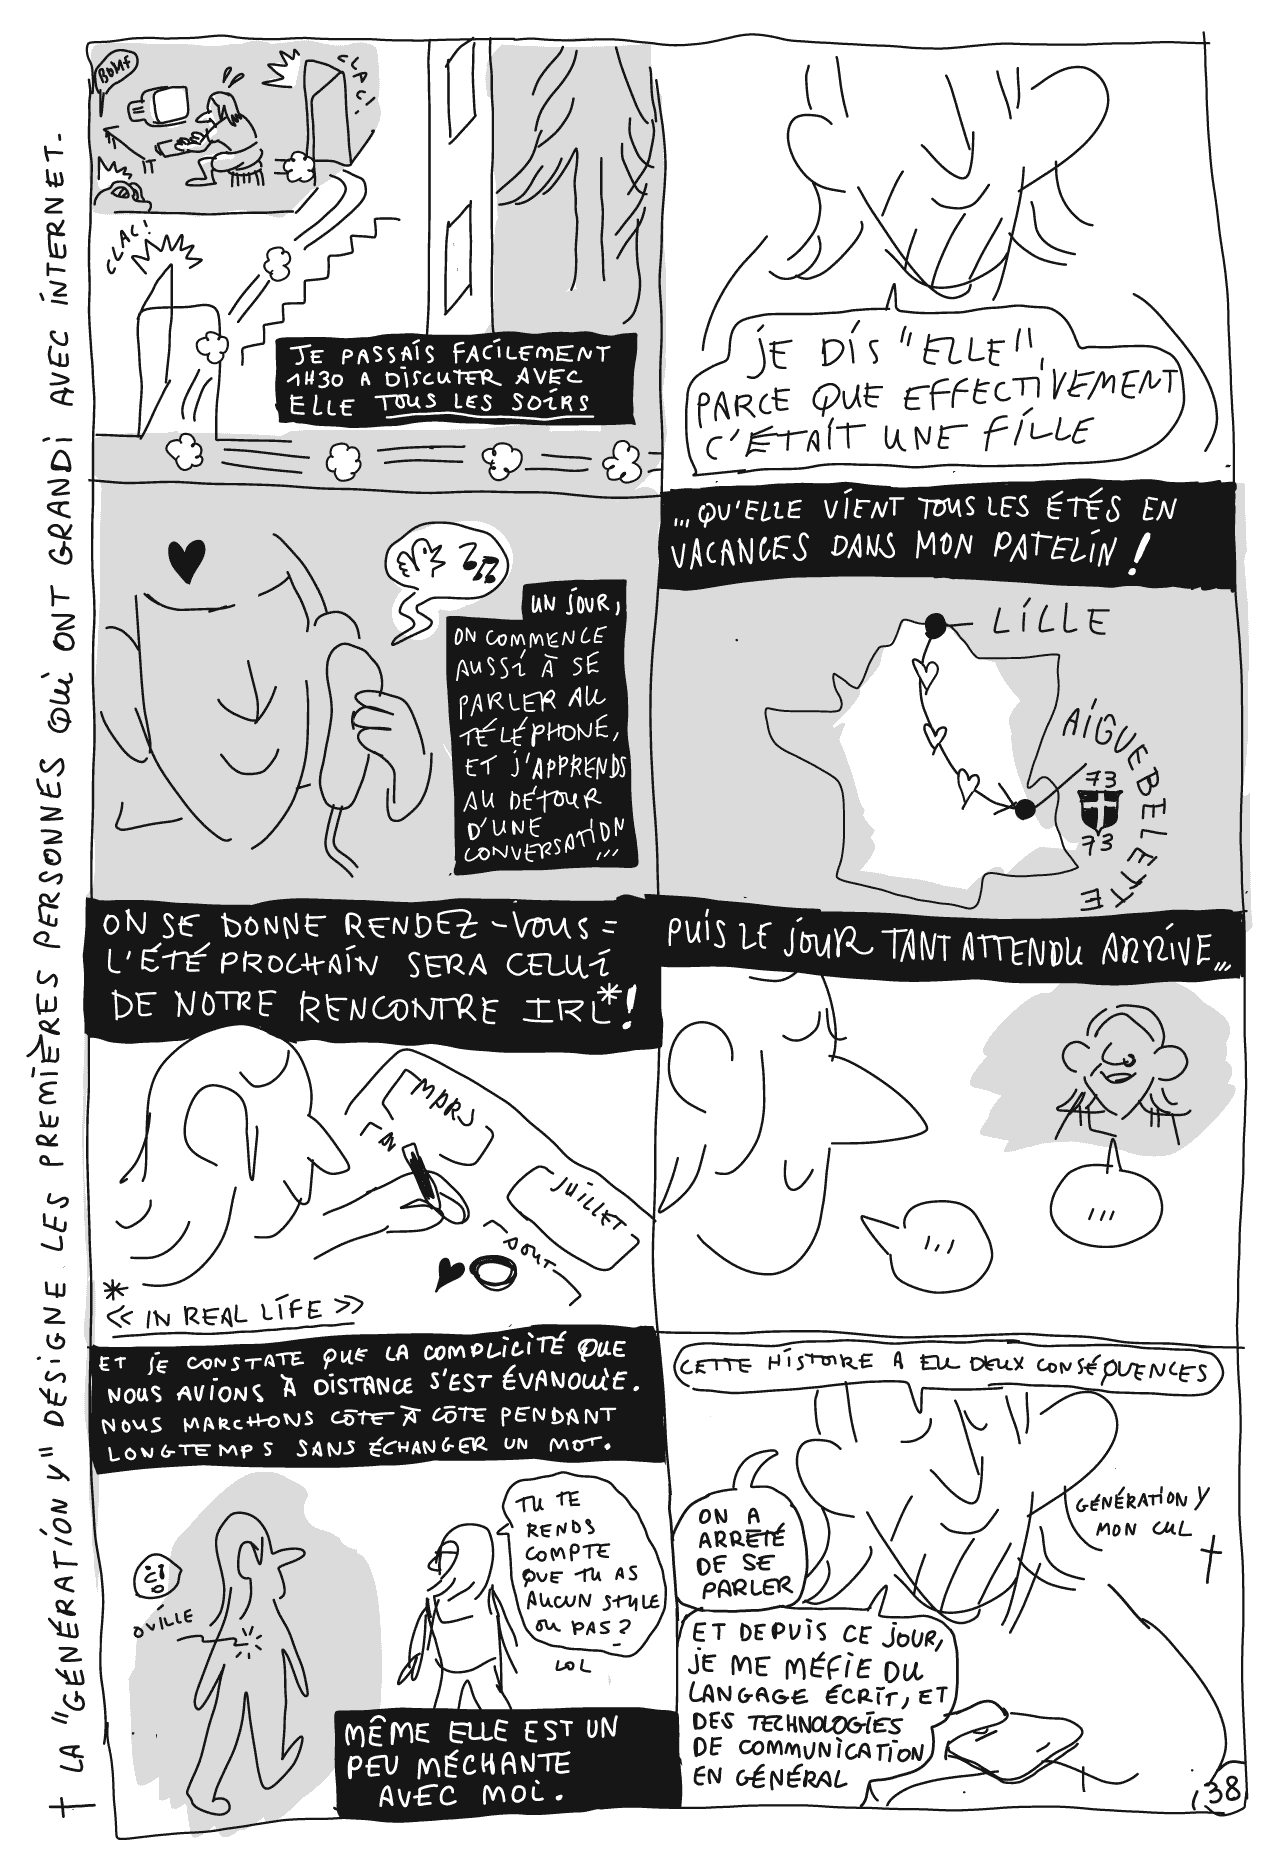 BOMF
CLAC!
CLAC!
JE PASSAIS FACILEMENT
1H30 A DISCUTER AVEC
ELLE TOUS LES SOIRS
JE DIS "ELLE",
PARCE QUE EFFECTIVEMENT
C'ÉTAIT UNE FILLE
UN JOUR,
ON COMMENCE
AUSSI À SE
PARLER AU
TÉLÉPHONE,
ET J'APPRENDS
AU DÉTOUR
D'UNE
CONVERSATION...
...QU'ELLE VIENT TOUS LES ÉTÉS EN
VACANCES DANS MON PATELIN !
LILLE
AIGUEBELETTE
73
73
ON SE DONNE RENDEZ-VOUS =
L'ÉTÉ PROCHAIN SERA CELUI
DE NOTRE RENCONTRE IRL*!
MARS
JUILLET
AOUT
*
<< IN REAL LIFE >>
PUIS LE JOUR TANT ATTENDU ARRIVE...
...
...
ET JE CONSTATE QUE LA COMPLICITÉ QUE
NOUS AVIONS À DISTANCE S'EST ÉVANOUIE.
NOUS MARCHONS CÔTE À CÔTE PENDANT
LONGTEMPS SANS ÉCHANGER UN MOT.
OVILLE
TU TE
RENDS
COMPTE
QUE TU AS
AUCUN STYLE
OU PAS?
LOL
MÊME ELLE EST UN
PEU MÉCHANTE
AVEC MOI.
CETTE HISTOIRE A EU DEUX CONSÉQUENCES
ON A
ARRÊTÉ
DE SE
PARLER
GÉNÉRATION Y
MON CUL †
ET DEPUIS CE JOUR,
JE ME MÉFIE DU
LANGAGE ÉCRIT, ET
DES TECHNOLOGIES
DE COMMUNICATION
EN GÉNÉRAL
38
† LA "GÉNÉRATION Y" DÉSIGNE LES PREMIÈRES PERSONNES QUI ONT GRANDI AVEC INTERNET.